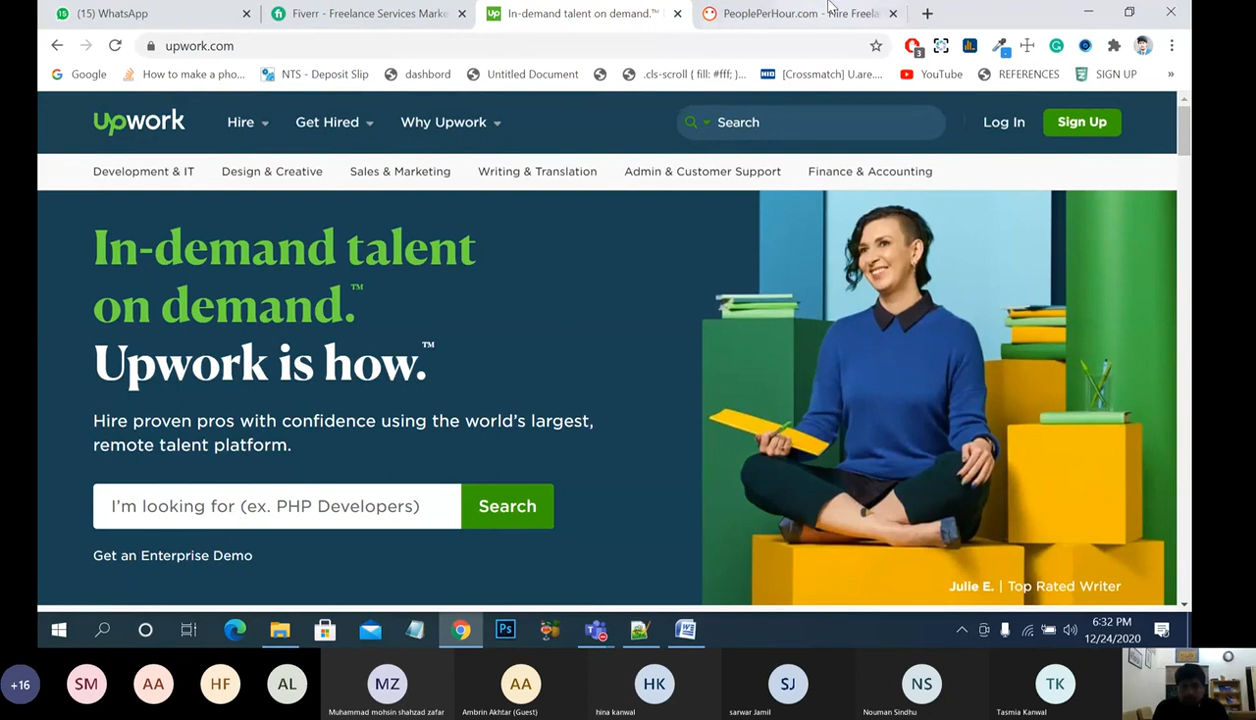 (15) WhatsApp
Fiverr - Freelance Services Marke
In-demand talent on demand.™
PeoplePerHour.com - Hire Freela
upwork.com
3
Google
How to make a pho...
NTS - Deposit Slip
dashbord
Untitled Document
.cls-scroll { fill: #fff; }...
[Crossmatch] U.are....
YouTube
REFERENCES
SIGN UP
»
upwork
Hire
Get Hired
Why Upwork
Search
Log In
Sign Up
Development & IT
Design & Creative
Sales & Marketing
Writing & Translation
Admin & Customer Support
Finance & Accounting
In-demand talent
on demand.™
Upwork is how.™
Hire proven pros with confidence using the world's largest,
remote talent platform.
I'm looking for (ex. PHP Developers)
Search
Get an Enterprise Demo
Julie E. | Top Rated Writer
Ps
6:32 PM
12/24/2020
+16
SM
AA
HF
AL
MZ
Muhammad mohsin shahzad zafar
AA
Ambrin Akhtar (Guest)
HK
hina kanwal
SJ
sarwar Jamil
NS
Nouman Sindhu
TK
Tasmia Kanwal